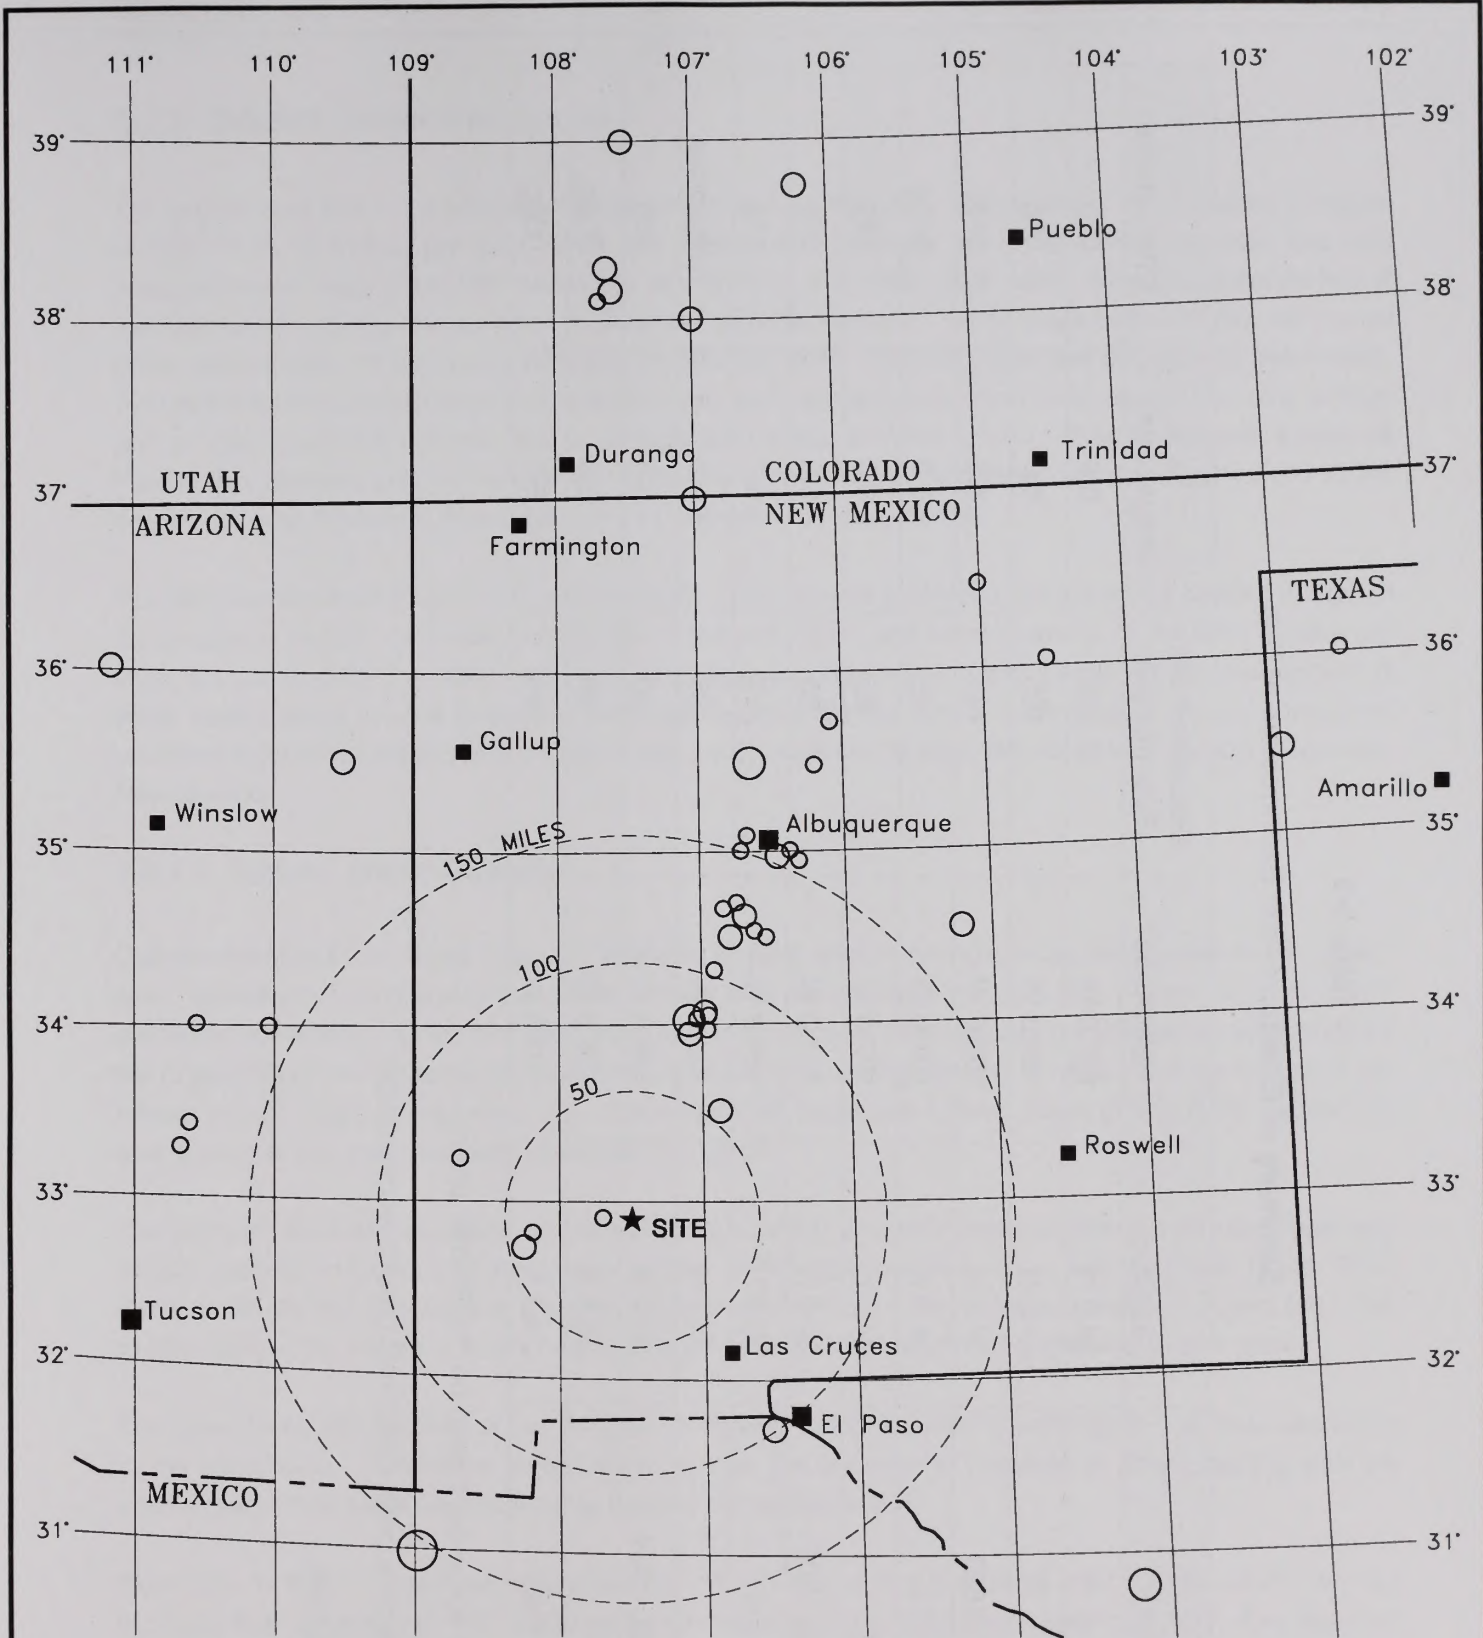 111° 110° 109° 108° 107° 106° 105° 104° 103° 102°
39° 39°
Pueblo
38° 38°
Durango
Trinidad
UTAH
COLORADO
37° 37°
ARIZONA
NEW MEXICO
Farmington
TEXAS
36° 36°
Gallup
Amarillo
Winslow
Albuquerque
35° 35°
150 MILES
100
34° 34°
50
Roswell
33° 33°
SITE
Tucson
Las Cruces
32° 32°
El Paso
MEXICO
31° 31°